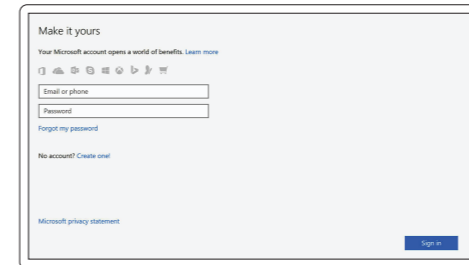 Make it yours
Your Microsoft account opens a world of benefits. Learn more
Email or phone
Password
Forgot my password
No account? Create one!
Microsoft privacy statement
Sign in